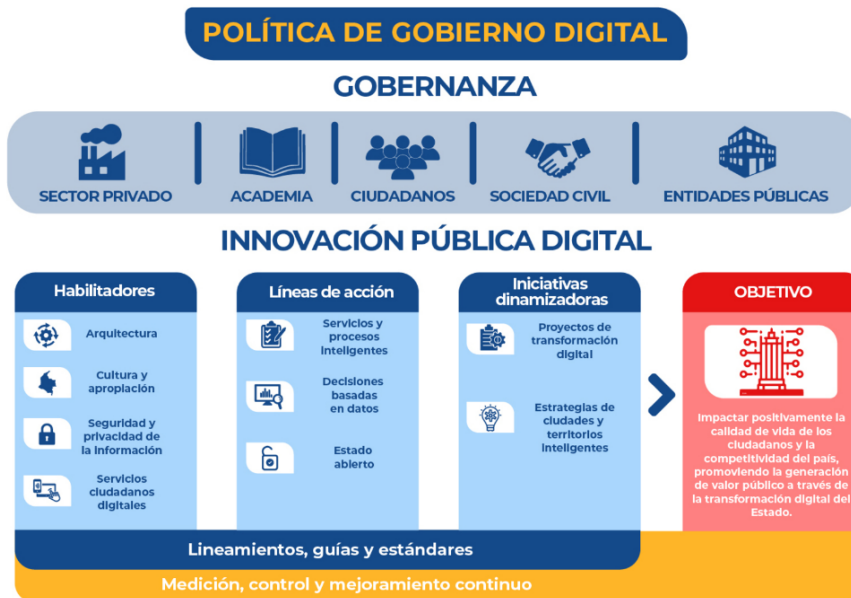 POLÍTICA DE GOBIERNO DIGITAL
GOBERNANZA
SECTOR PRIVADO
ACADEMIA
CIUDADANOS
SOCIEDAD CIVIL
ENTIDADES PÚBLICAS
INNOVACIÓN PÚBLICA DIGITAL
Habilitadores
Arquitectura
Cultura y
apropiación
Seguridad y
privacidad de
la información
Servicios
ciudadanos
digitales
Líneas de acción
Servicios y
procesos
inteligentes
Decisiones
basadas
en datos
Estado
abierto
Iniciativas
dinamizadoras
Proyectos de
transformación
digital
Estrategias de
ciudades y
territorios
inteligentes
OBJETIVO
Impactar positivamente la
calidad de vida de los
ciudadanos y la
competitividad del país,
promoviendo la generación
de valor público a través de
la transformación digital del
Estado.
Lineamientos, guías y estándares
Medición, control y mejoramiento continuo